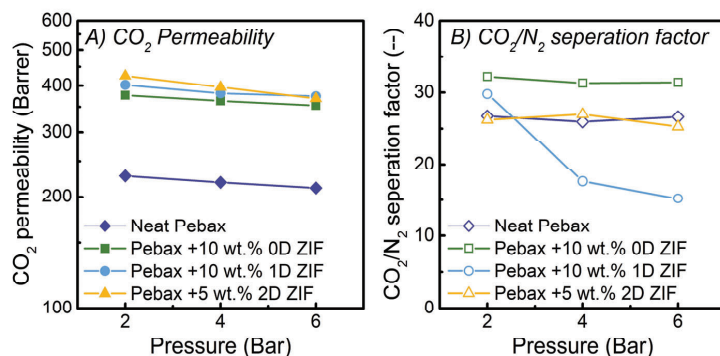 A) CO2 Permeability
CO2 permeability (Barrer)
600
500
400
300
200
100
Neat Pebax
Pebax +10 wt.% 0D ZIF
Pebax +10 wt.% 1D ZIF
Pebax +5 wt.% 2D ZIF
2 4 6
Pressure (Bar)
B) CO2/N2 seperation factor
CO2/N2 seperation factor (--)
40
30
20
10
0
Neat Pebax
Pebax +10 wt.% 0D ZIF
Pebax +10 wt.% 1D ZIF
Pebax +5 wt.% 2D ZIF
2 4 6
Pressure (Bar)